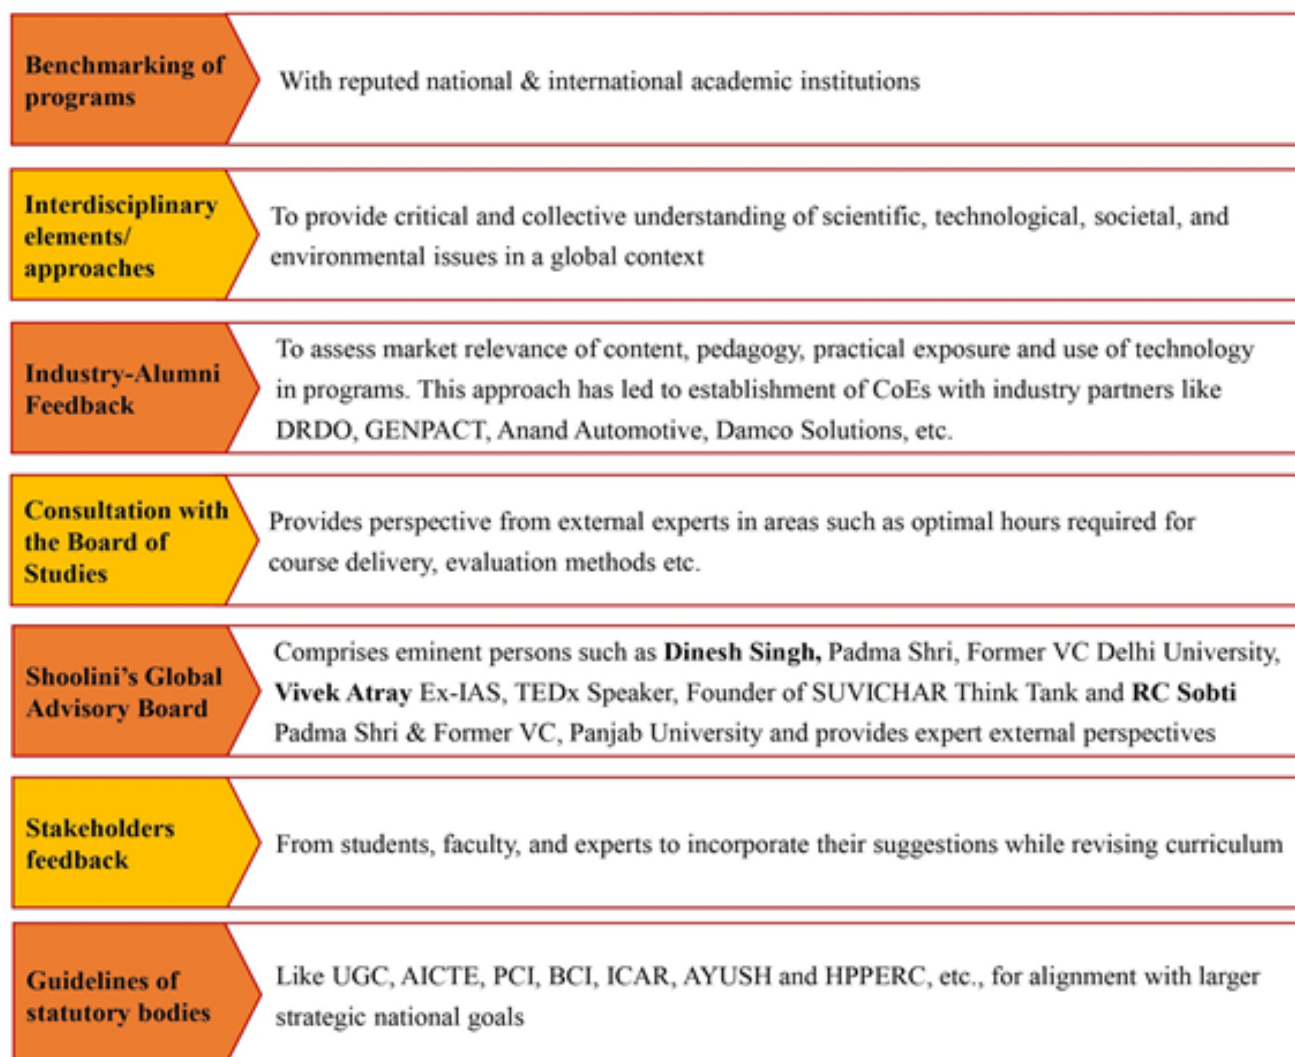 Benchmarking of
programs
With reputed national & international academic institutions
Interdisciplinary
elements/
approaches
To provide critical and collective understanding of scientific, technological, societal, and
environmental issues in a global context
Industry-Alumni
Feedback
To assess market relevance of content, pedagogy, practical exposure and use of technology
in programs. This approach has led to establishment of CoEs with industry partners like
DRDO, GENPACT, Anand Automotive, Damco Solutions, etc.
Consultation with
the Board of
Studies
Provides perspective from external experts in areas such as optimal hours required for
course delivery, evaluation methods etc.
Shoolini's Global
Advisory Board
Comprises eminent persons such as Dinesh Singh, Padma Shri, Former VC Delhi University,
Vivek Atray Ex-IAS, TEDx Speaker, Founder of SUVICHAR Think Tank and RC Sobti
Padma Shri & Former VC, Panjab University and provides expert external perspectives
Stakeholders
feedback
From students, faculty, and experts to incorporate their suggestions while revising curriculum
Guidelines of
statutory bodies
Like UGC, AICTE, PCI, BCI, ICAR, AYUSH and HPPERC, etc., for alignment with larger
strategic national goals